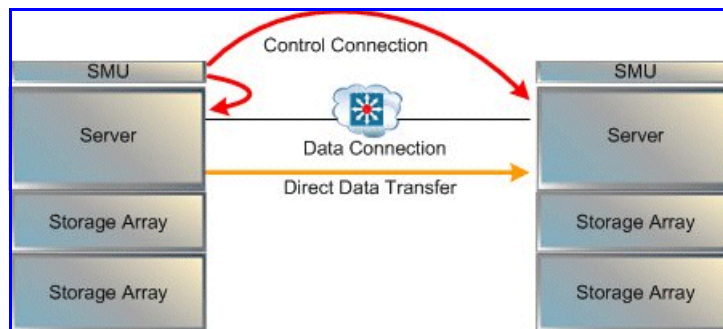 Control Connection
SMU
SMU
Server
Server
Data Connection
Direct Data Transfer
Storage Array
Storage Array
Storage Array
Storage Array